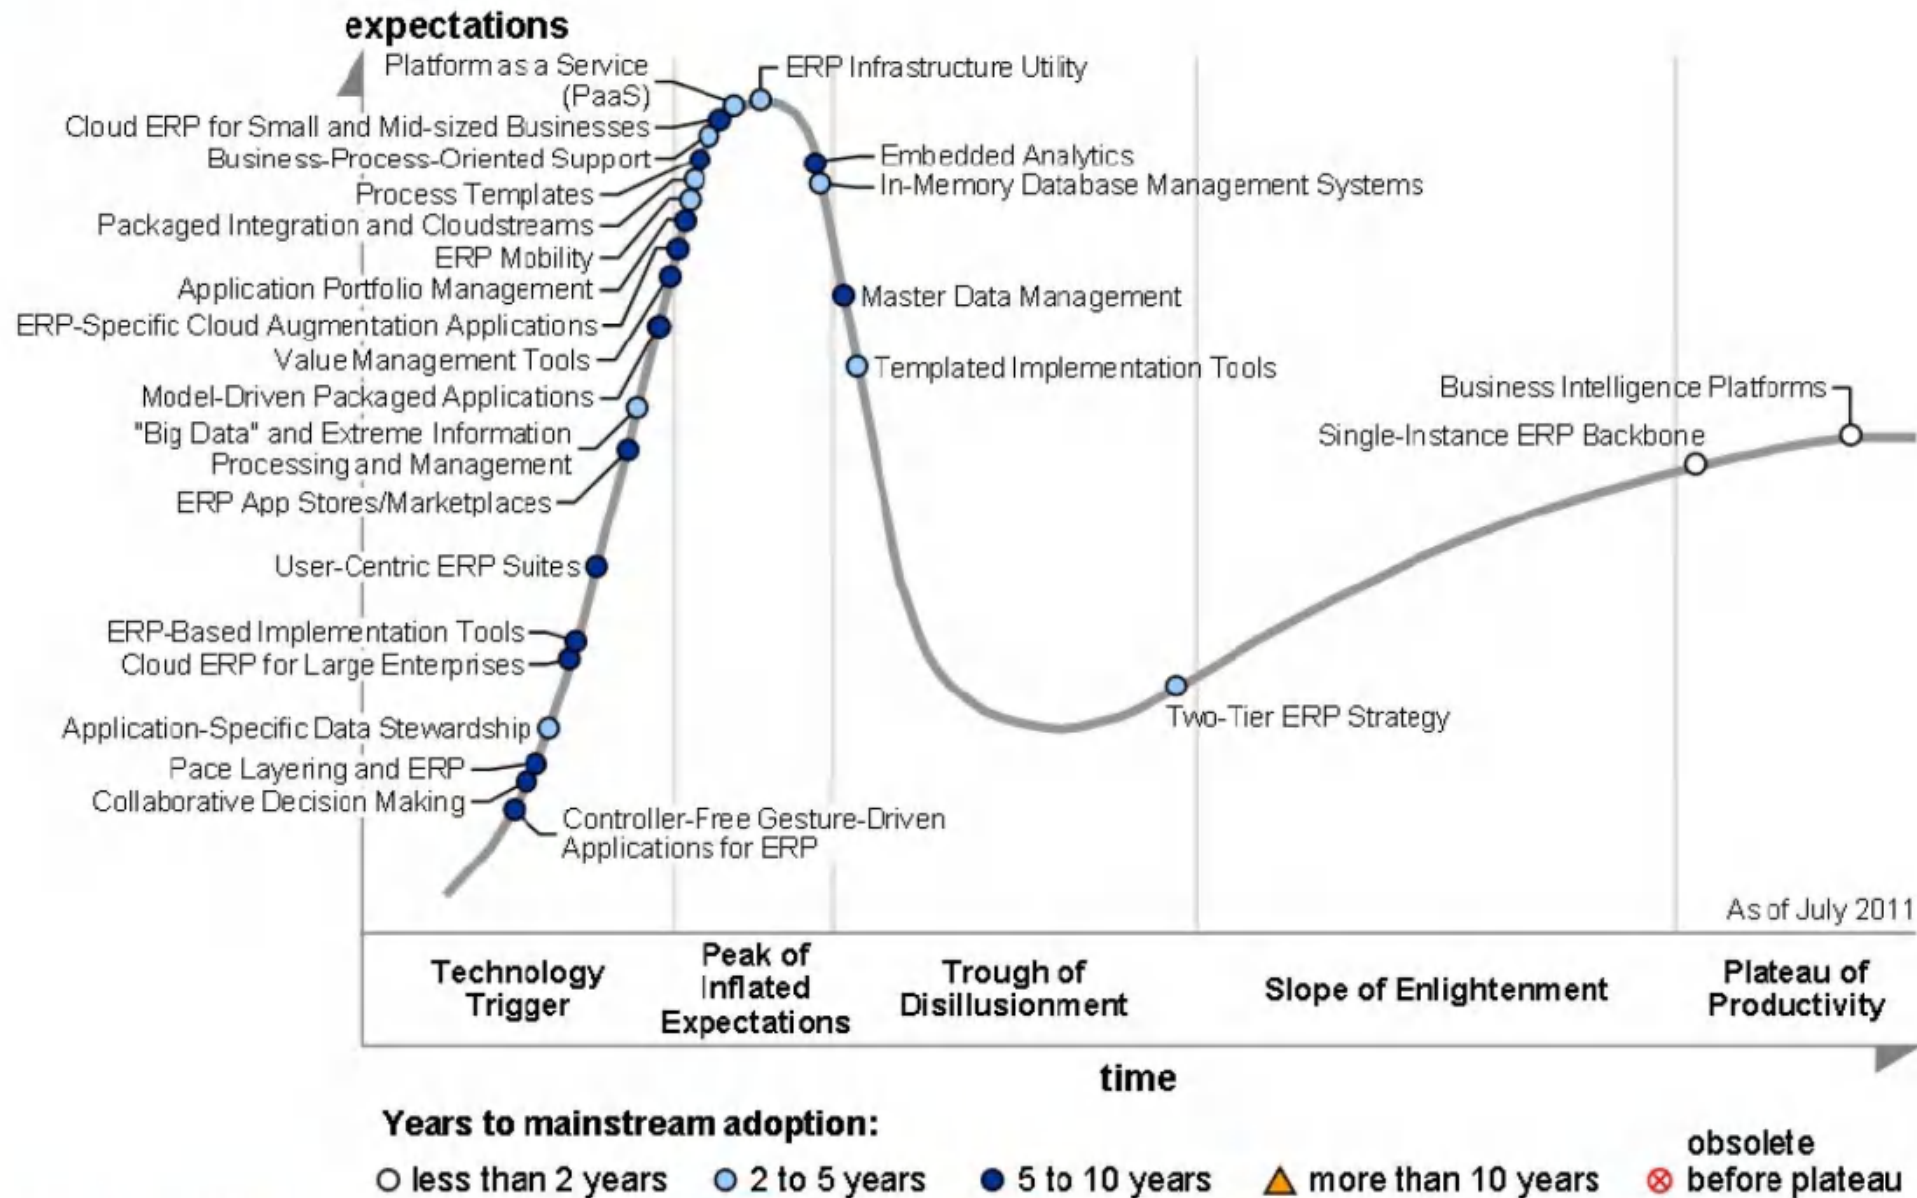 expectations
Platform as a Service
(PaaS)
ERP Infrastructure Utility
Cloud ERP for Small and Mid-sized Businesses
Business-Process-Oriented Support
Process Templates
Packaged Integration and Cloudstreams
ERP Mobility
Application Portfolio Management
ERP-Specific Cloud Augmentation Applications
Value Management Tools
Model-Driven Packaged Applications
"Big Data" and Extreme Information
Processing and Management
ERP App Stores/Marketplaces
User-Centric ERP Suites
ERP-Based Implementation Tools
Cloud ERP for Large Enterprises
Application-Specific Data Stewardship
Pace Layering and ERP
Collaborative Decision Making
Controller-Free Gesture-Driven
Applications for ERP
Embedded Analytics
In-Memory Database Management Systems
Master Data Management
Templated Implementation Tools
Two-Tier ERP Strategy
Business Intelligence Platforms
Single-Instance ERP Backbone
As of July 2011
Technology
Trigger
Peak of
Inflated
Expectations
Trough of
Disillusionment
Slope of Enlightenment
Plateau of
Productivity
time
Years to mainstream adoption:
less than 2 years
2 to 5 years
5 to 10 years
more than 10 years
obsolete
before plateau